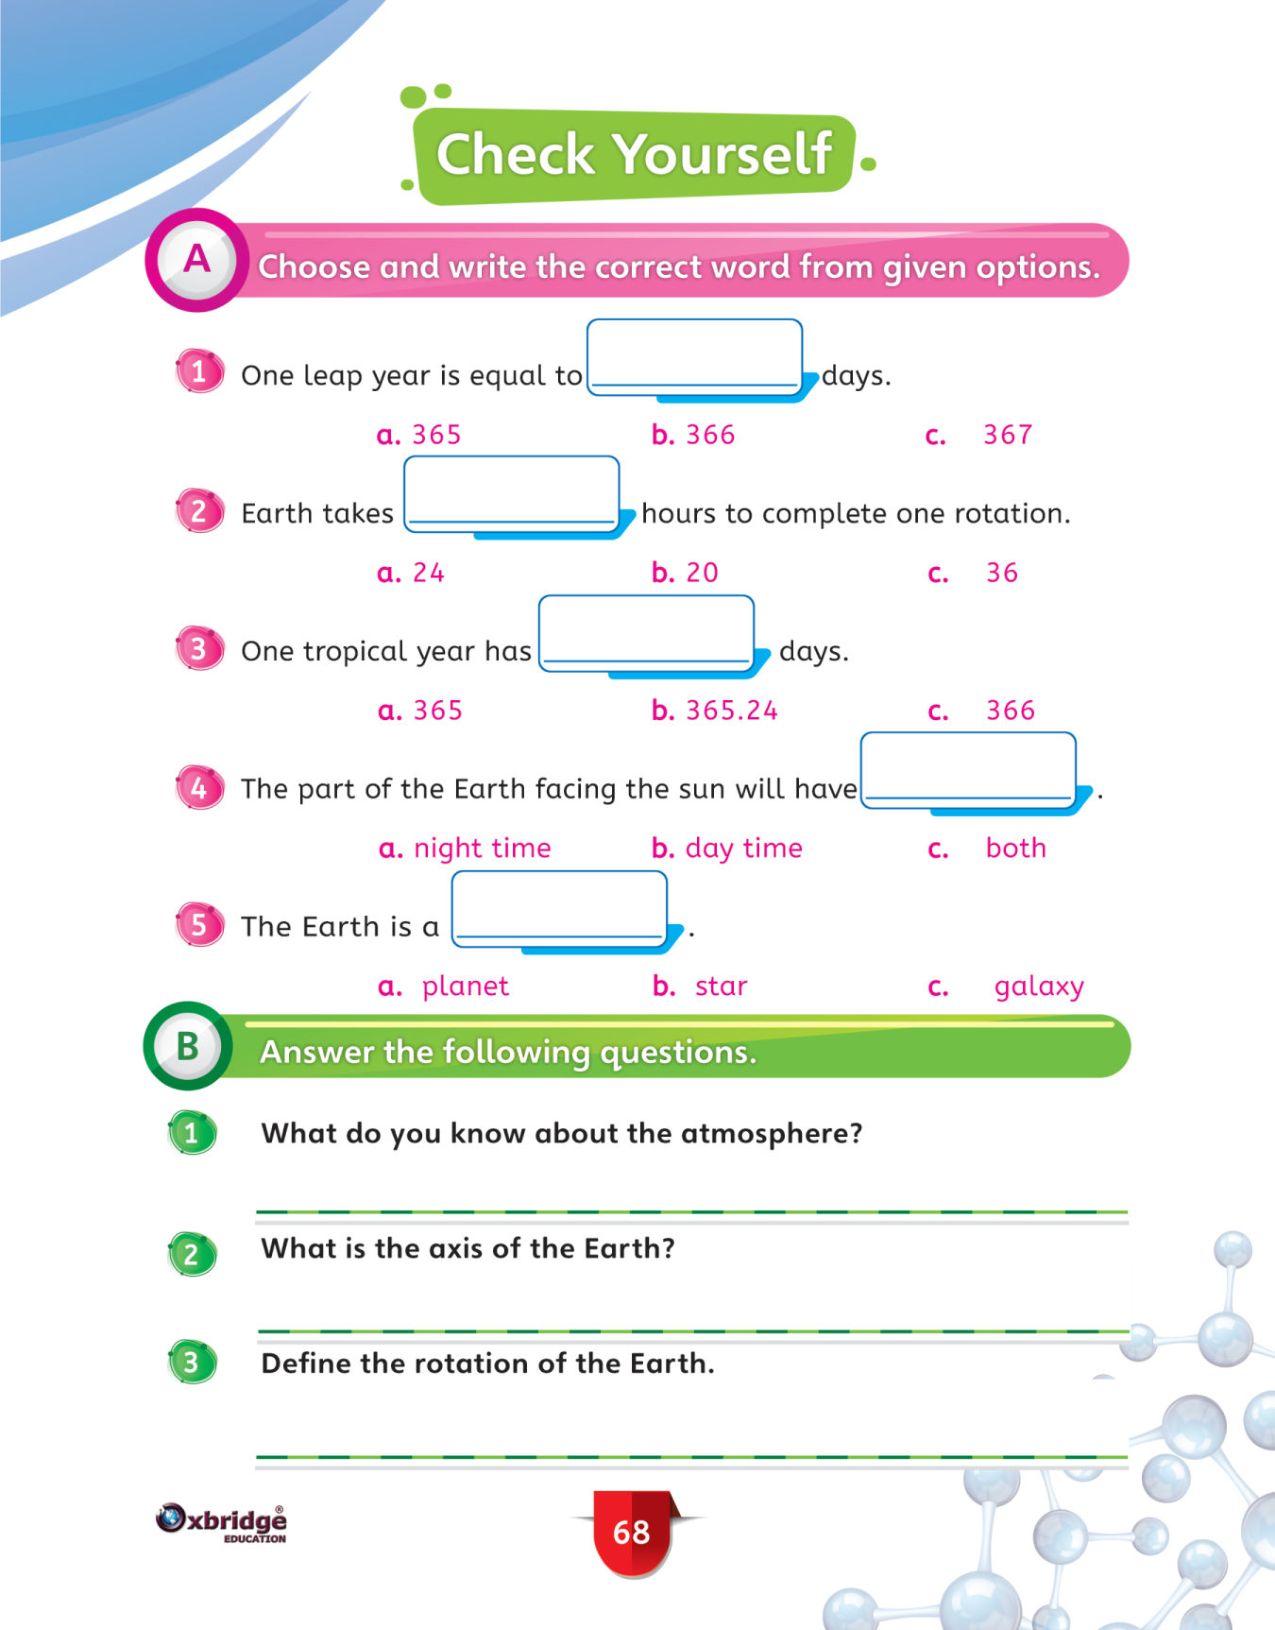 Check Yourself
A
Choose and write the correct word from given options.
1 One leap year is equal to days.
a. 365 b. 366 c. 367
2 Earth takes hours to complete one rotation.
a. 24 b. 20 c. 36
3 One tropical year has days.
a. 365 b. 365.24 c. 366
4 The part of the Earth facing the sun will have .
a. night time b. day time c. both
5 The Earth is a .
a. planet b. star c. galaxy
B
Answer the following questions.
1 What do you know about the atmosphere?
2 What is the axis of the Earth?
3 Define the rotation of the Earth.
Oxbridge®
EDUCATION
68